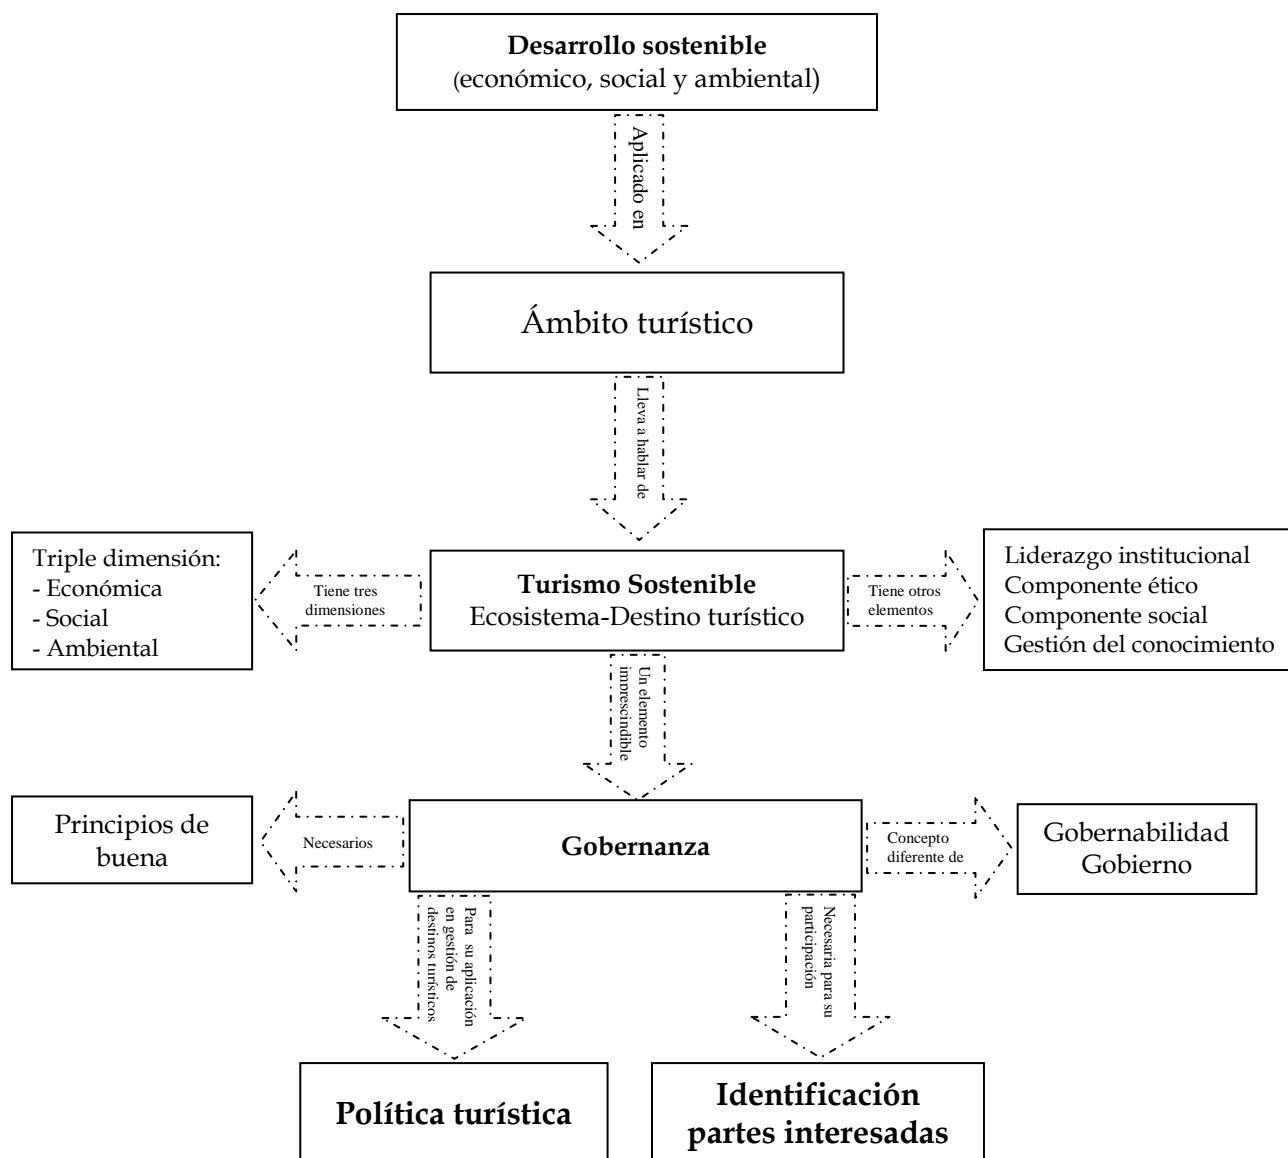 Desarrollo sostenible
(económico, social y ambiental)
Aplicado en
Ámbito turístico
Lleva a hablar de
Triple dimensión:
- Económica
- Social
- Ambiental
Tiene tres
dimensiones
Turismo Sostenible
Ecosistema-Destino turístico
Tiene otros
elementos
Liderazgo institucional
Componente ético
Componente social
Gestión del conocimiento
Un elemento
imprescindible
Principios de
buena
Necesarios
Gobernanza
Concepto
diferente de
Gobernabilidad
Gobierno
Para su aplicación
en gestión de
destinos turísticos
Necesaria para su
participación
Política turística
Identificación
partes interesadas